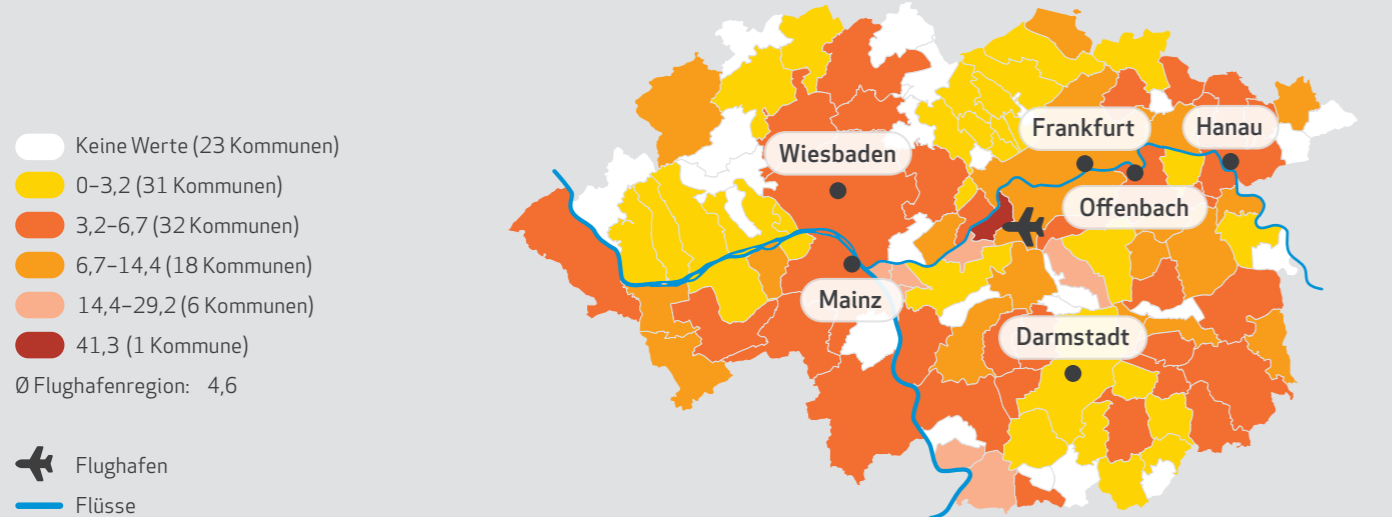 Keine Werte (23 Kommunen)
0–3,2 (31 Kommunen)
3,2–6,7 (32 Kommunen)
6,7–14,4 (18 Kommunen)
14,4–29,2 (6 Kommunen)
41,3 (1 Kommune)
Ø Flughafenregion: 4,6
Flughafen
Flüsse
Frankfurt
Hanau
Wiesbaden
Offenbach
Mainz
Darmstadt